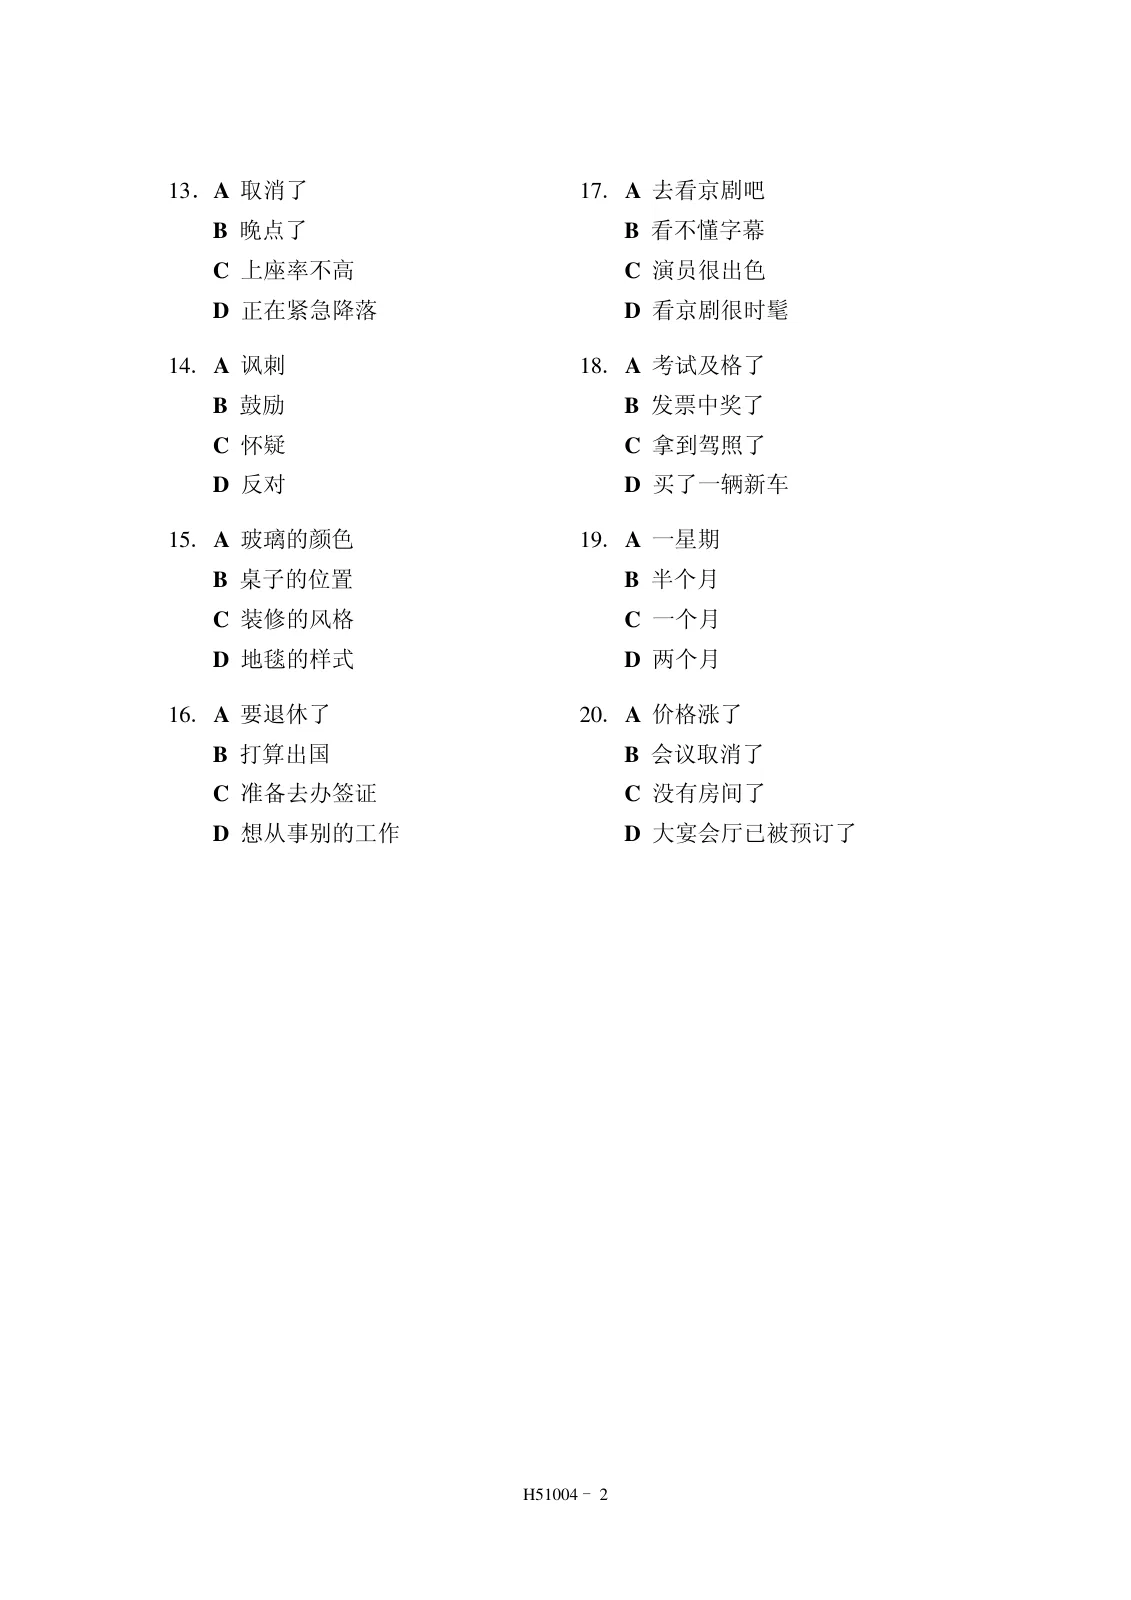 13. A 取消了
B 晚点了
C 上座率不高
D 正在紧急降落
14. A 讽刺
B 鼓励
C 怀疑
D 反对
15. A 玻璃的颜色
B 桌子的位置
C 装修的风格
D 地毯的样式
16. A 要退休了
B 打算出国
C 准备去办签证
D 想从事别的工作
17. A 去看京剧吧
B 看不懂字幕
C 演员很出色
D 看京剧很时髦
18. A 考试及格了
B 发票中奖了
C 拿到驾照了
D 买了一辆新车
19. A 一星期
B 半个月
C 一个月
D 两个月
20. A 价格涨了
B 会议取消了
C 没有房间了
D 大宴会厅已被预订了
H51004－ 2